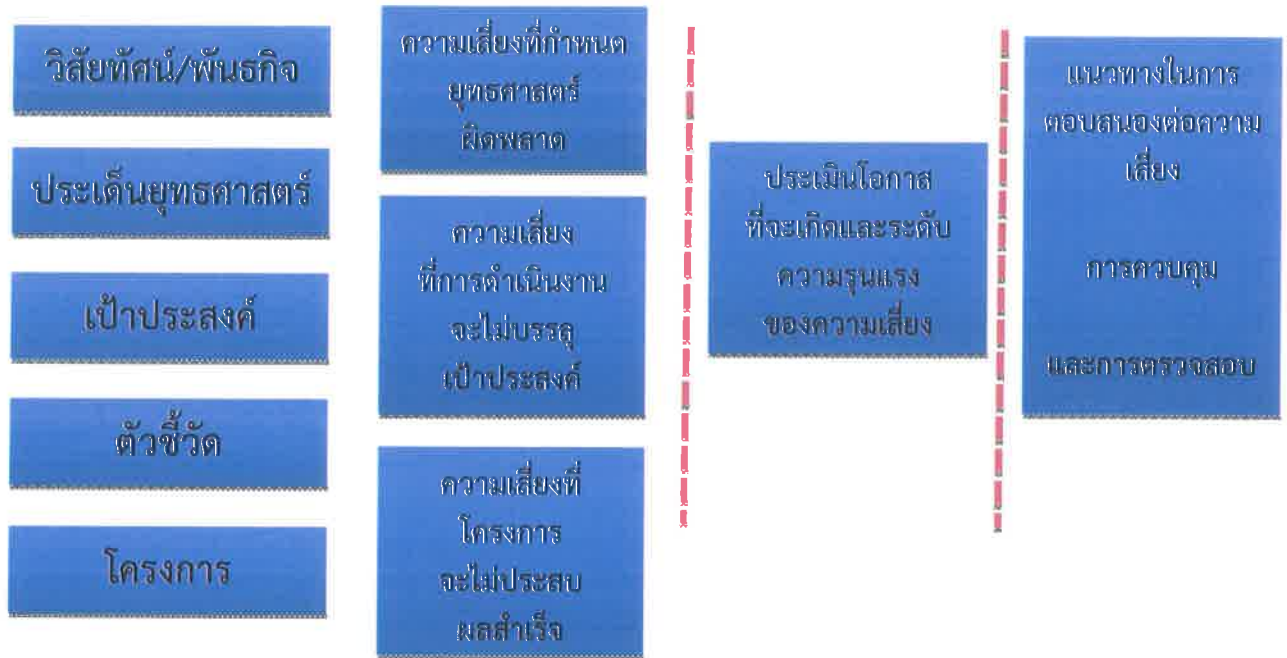 วิสัยทัศน์/พันธกิจ
ประเด็นยุทธศาสตร์
เป้าประสงค์
ตัวชี้วัด
โครงการ
ความเสี่ยงที่กำหนด
ยุทธศาสตร์
ผิดพลาด
ความเสี่ยง
ที่การดำเนินงาน
จะไม่บรรลุ
เป้าประสงค์
ความเสี่ยงที่
โครงการ
จะไม่ประสบ
ผลสำเร็จ
ประเมินโอกาส
ที่จะเกิดและระดับ
ความรุนแรง
ของความเสี่ยง
แนวทางในการ
ตอบสนองต่อความ
เสี่ยง
การควบคุม
และการตรวจสอบ